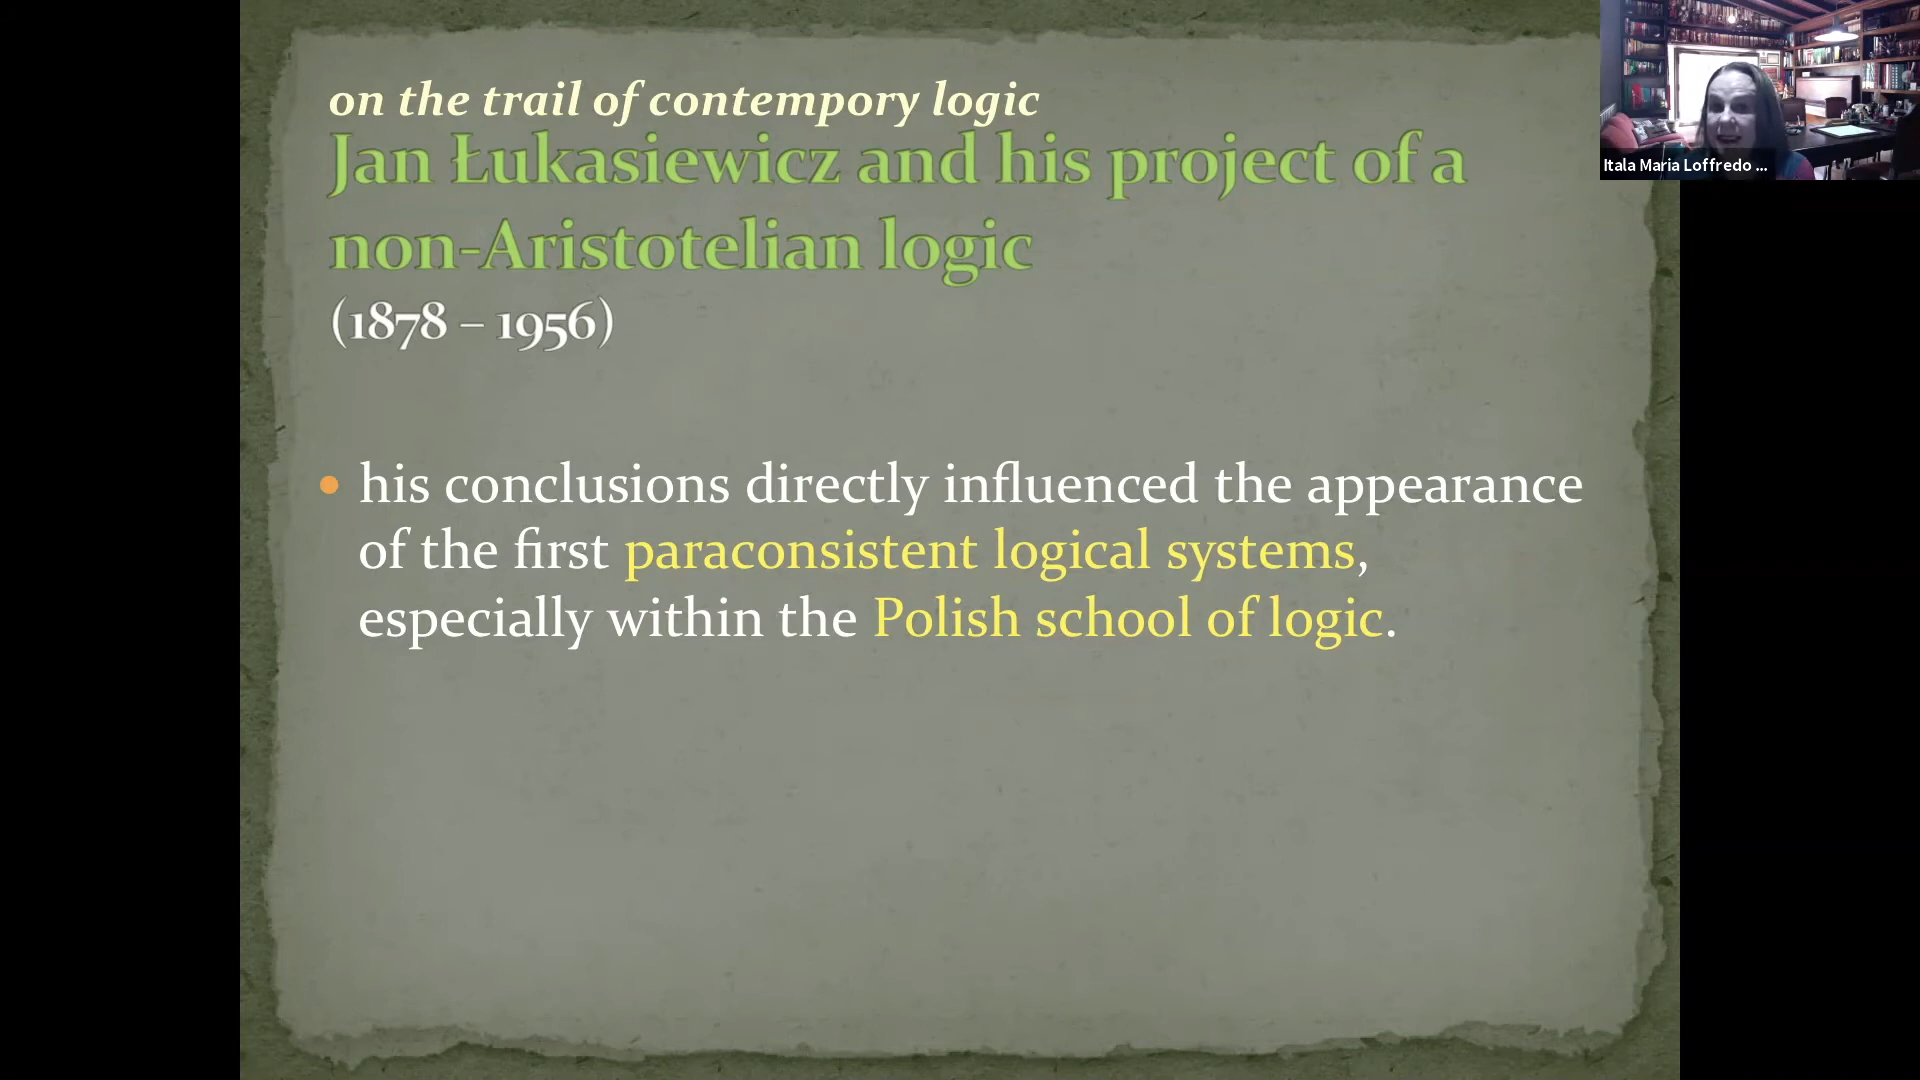 on the trail of contempory logic
Jan Łukasiewicz and his project of a
non-Aristotelian logic
(1878 – 1956)
• his conclusions directly influenced the appearance
of the first paraconsistent logical systems,
especially within the Polish school of logic.
Itala Maria Loffredo ...